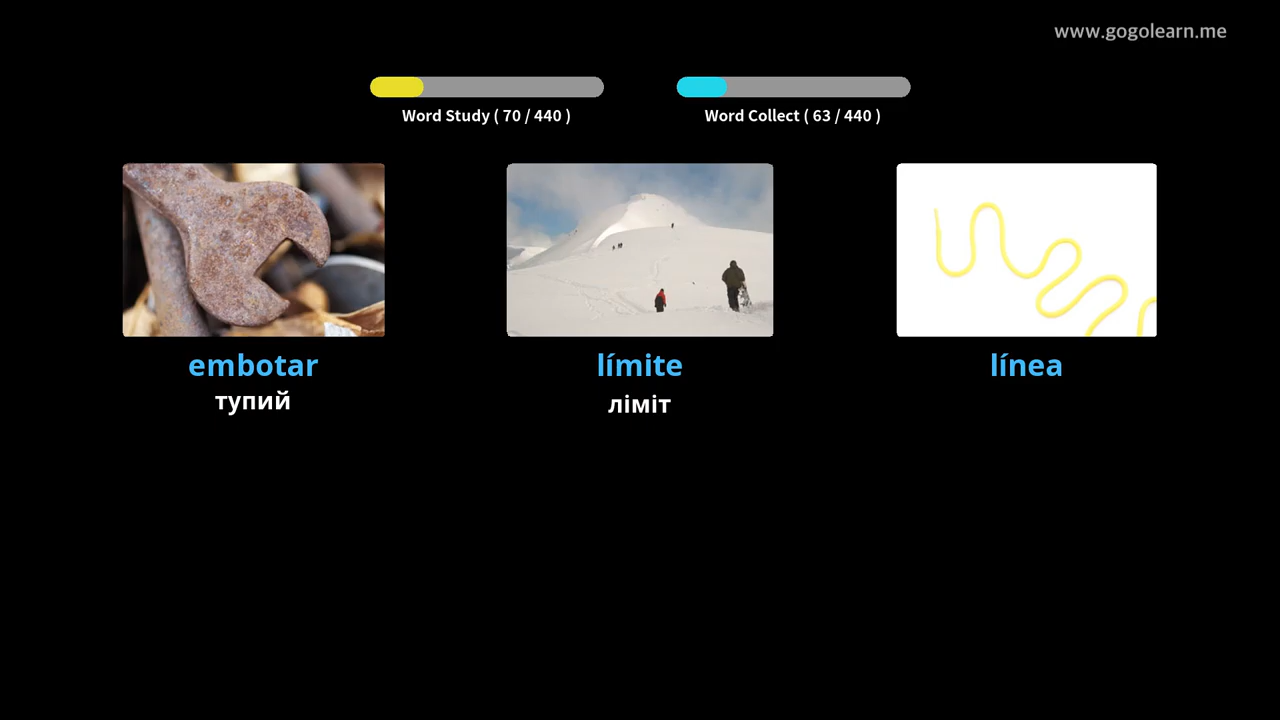 www.gogolearn.me
Word Study ( 70 / 440 )
Word Collect ( 63 / 440 )
embotar
тупий
límite
ліміт
línea